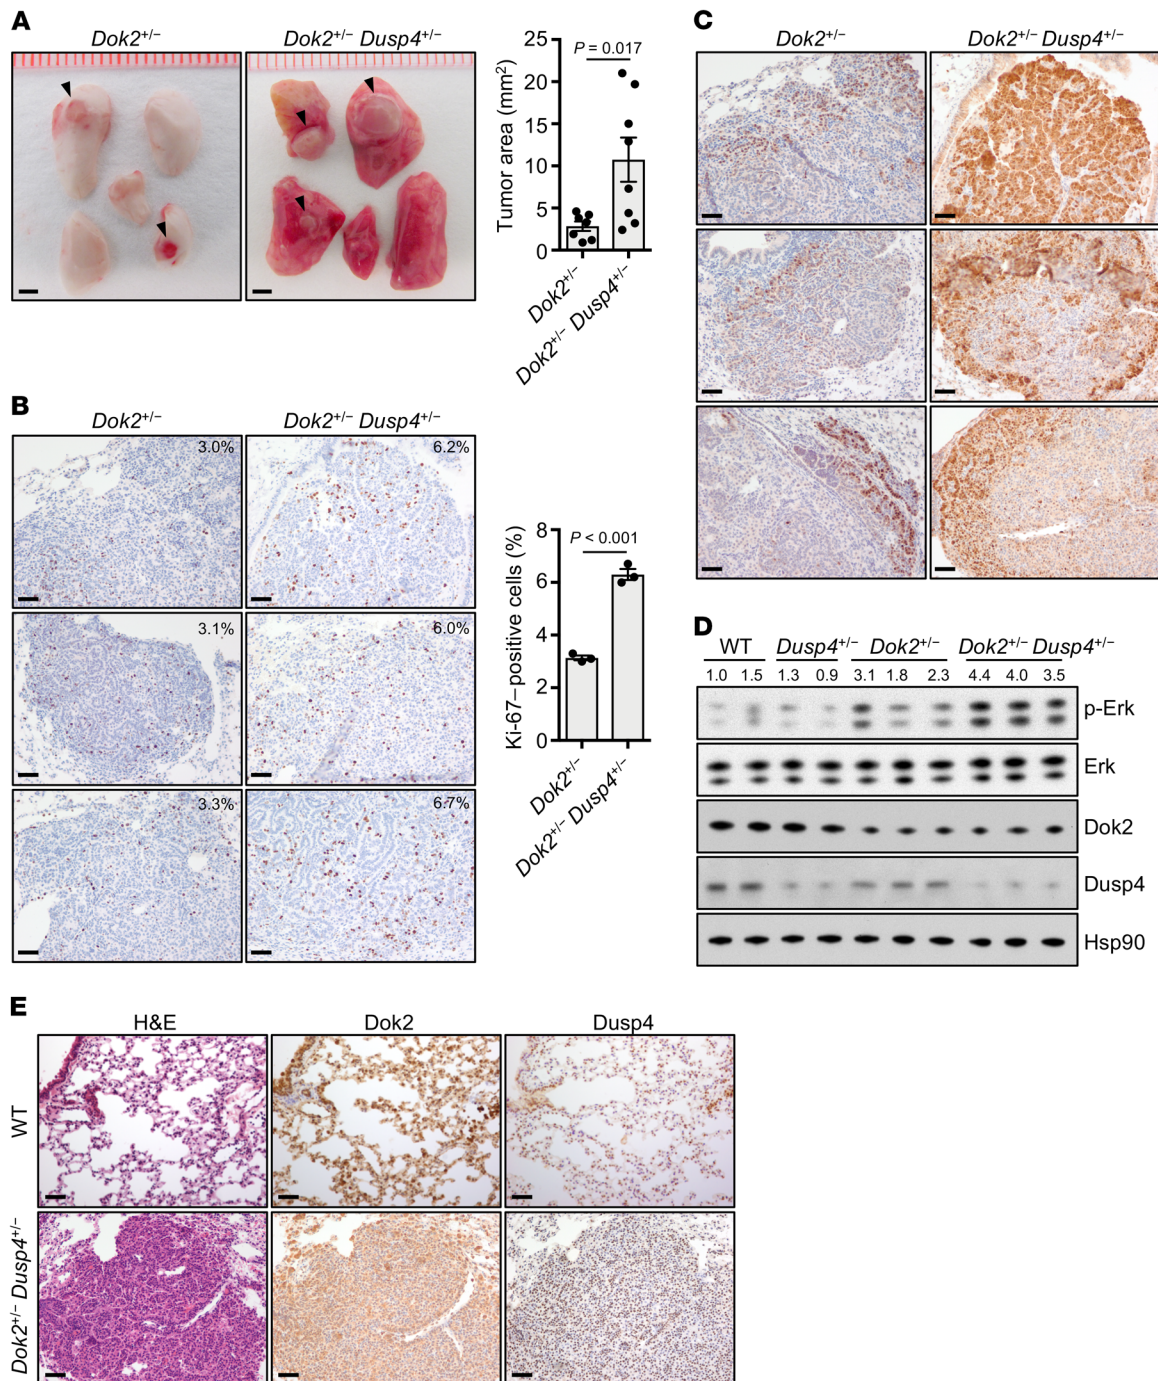 A
Dok2+/–
Dok2+/– Dusp4+/–
Tumor area (mm²)
25
20
15
10
5
0
P = 0.017
Dok2+/–
Dok2+/– Dusp4+/–
B
Dok2+/–
Dok2+/– Dusp4+/–
3.0%
6.2%
3.1%
6.0%
3.3%
6.7%
Ki-67–positive cells (%)
8
6
4
2
0
P < 0.001
Dok2+/–
Dok2+/– Dusp4+/–
C
Dok2+/–
Dok2+/– Dusp4+/–
D
WT
Dusp4+/–
Dok2+/–
Dok2+/– Dusp4+/–
1.0 1.5 1.3 0.9 3.1 1.8 2.3 4.4 4.0 3.5
p-Erk
Erk
Dok2
Dusp4
Hsp90
E
H&E
Dok2
Dusp4
WT
Dok2+/– Dusp4+/–